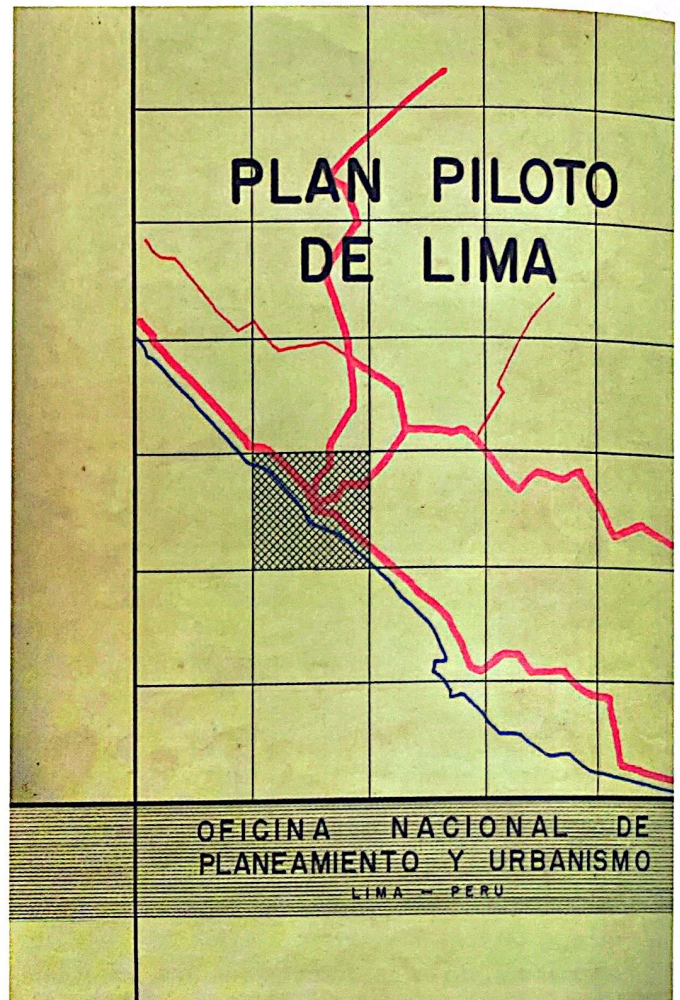 PLAN PILOTO
DE LIMA
OFICINA NACIONAL DE
PLANEAMIENTO Y URBANISMO
LIMA — PERU